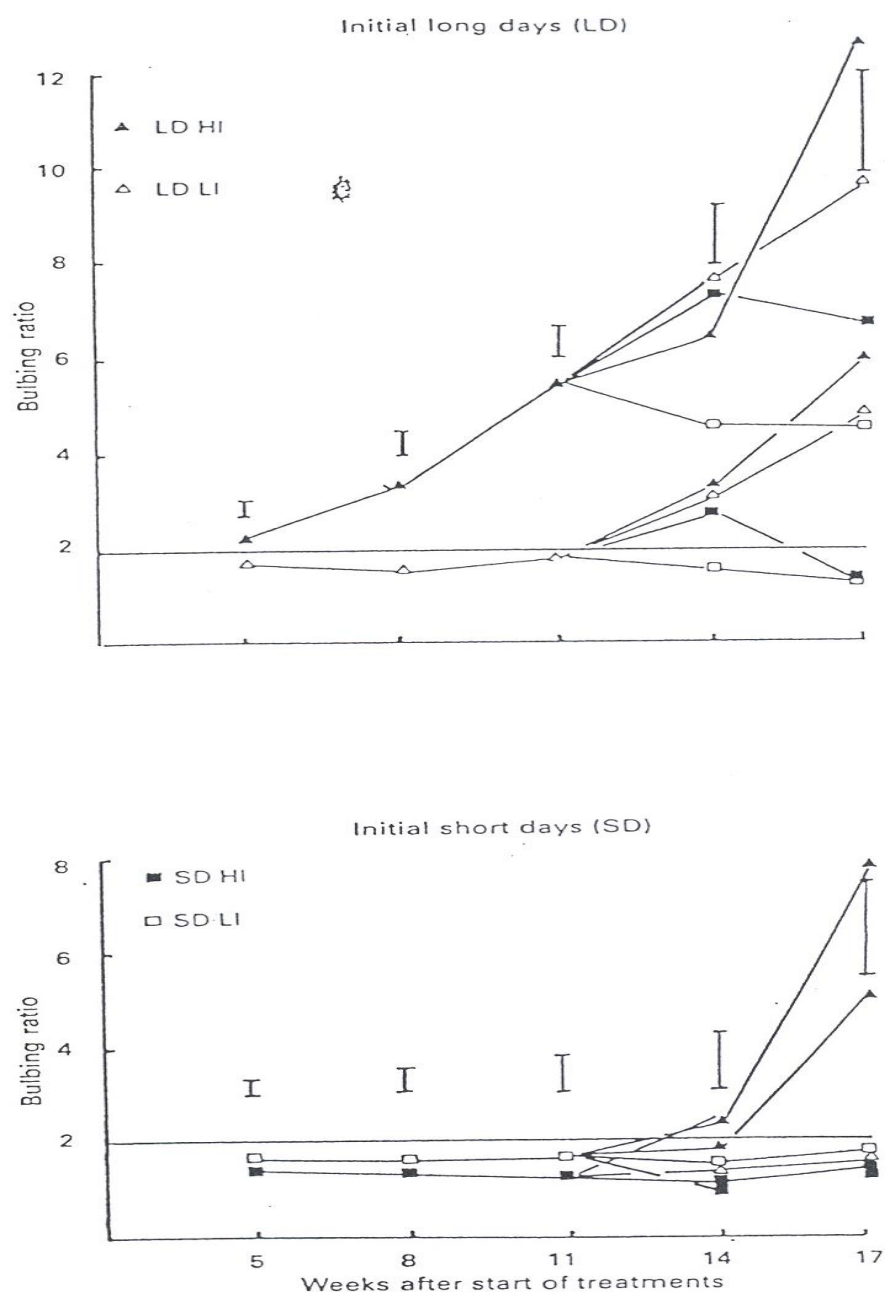 Initial long days (LD)
12
LD HI
10
LD LI
8
6
4
2
Bulbing ratio
Initial short days (SD)
8
SD HI
SD LI
6
4
2
Bulbing ratio
5 8 11 14 17
Weeks after start of treatments